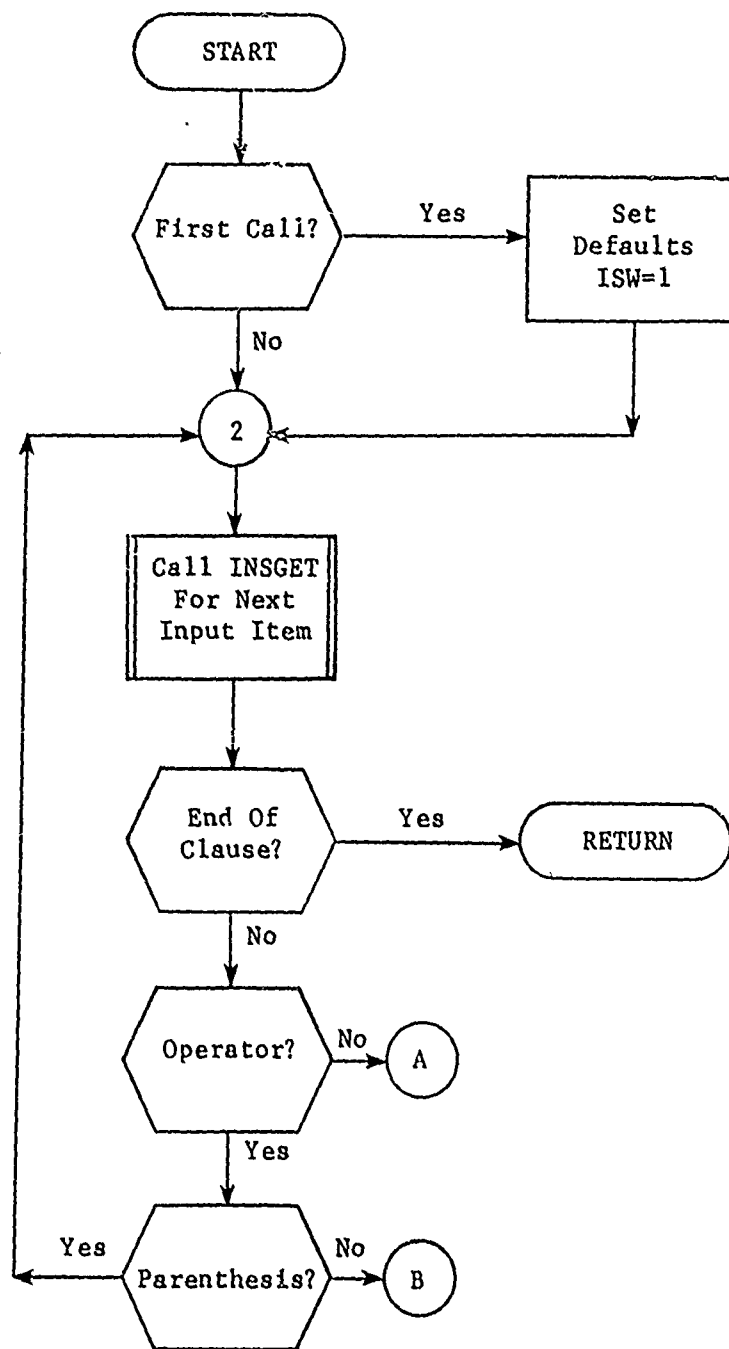 START
First Call?
Yes
Set
Defaults
ISW=1
No
2
Call INSGET
For Next
Input Item
End Of
Clause?
Yes
RETURN
No
Operator?
No
A
Yes
Yes
Parenthesis?
No
B